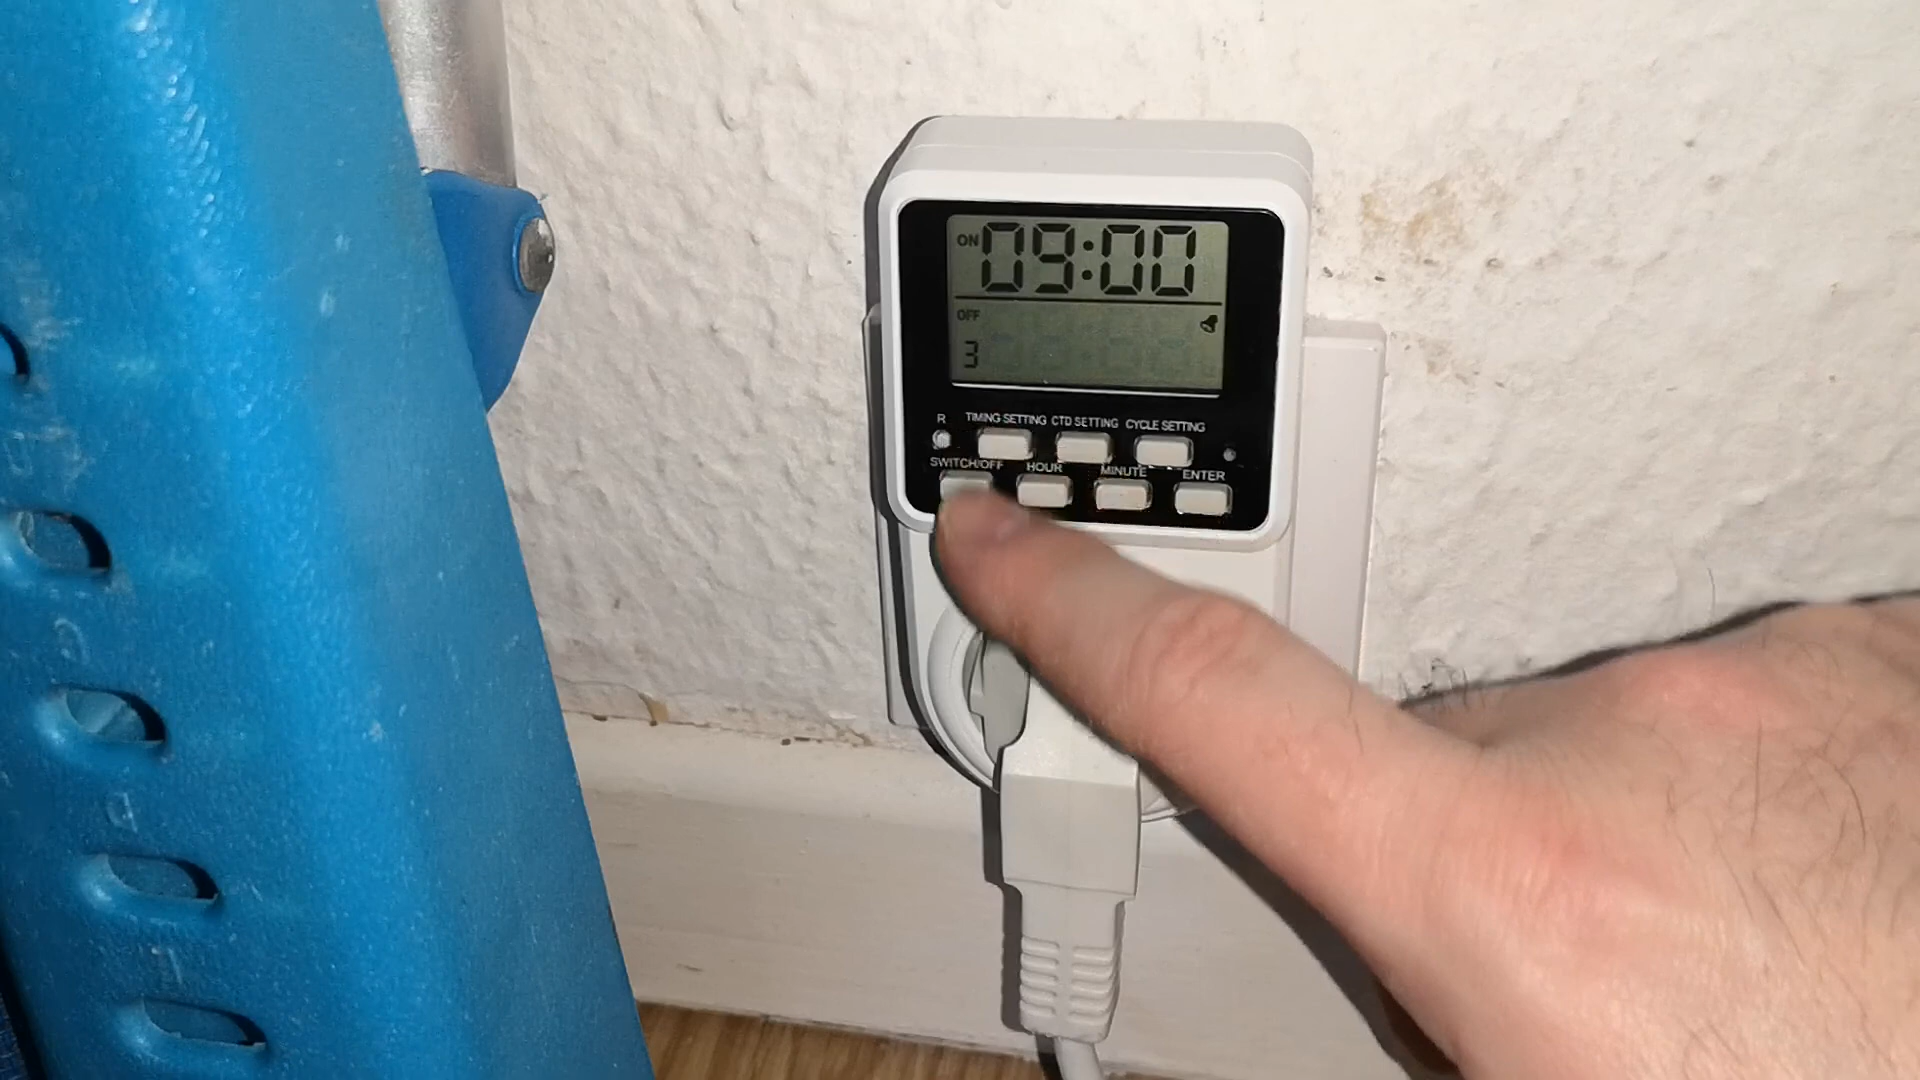 ON 09:00
OFF
3
R TIMING SETTING CTD SETTING CYCLE SETTING
SWITCH/OFF HOUR MINUTE ENTER